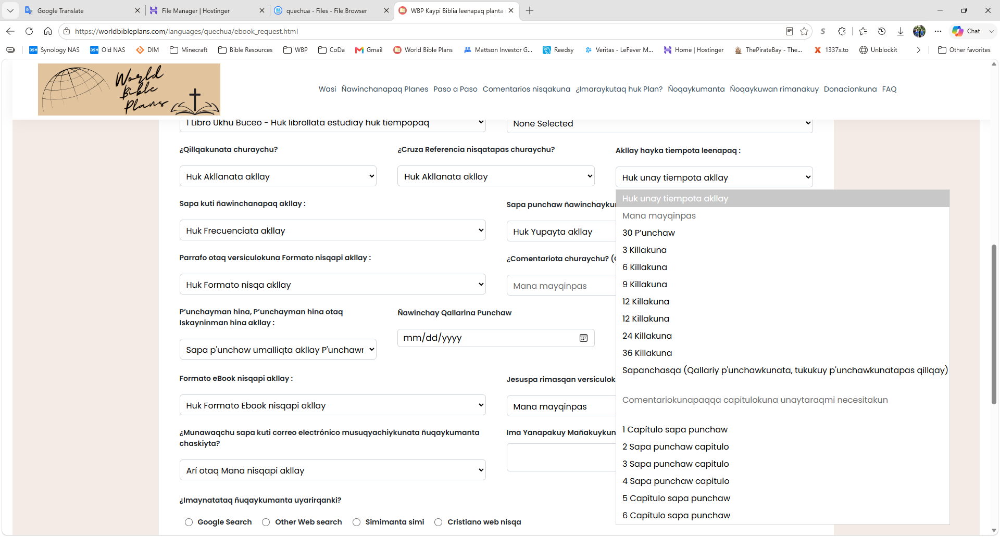 Google Translate
File Manager | Hostinger
quechua - Files - File Browser
WBP Kaypi Biblia leenapaq planta
https://worldbibleplans.com/languages/quechua/ebook_request.html
Chat
Synology NAS
Old NAS
DIM
Minecraft
Bible Resources
WBP
CoDa
Gmail
World Bible Plans
Mattson Investor G...
Reedsy
Veritas - LeFever M...
Home | Hostinger
ThePirateBay - The...
1337x.to
Unblockit
Other favorites
World
Bible
Plans
Wasi
Ñawinchanapaq Planes
Paso a Paso
Comentarios nisqakuna
¿Imaraykutaq huk Plan?
Ñoqaykumanta
Ñoqaykuwan rimanakuy
Donacionkuna
FAQ
1 Libro Ukhu Buceo - Huk librollata estudiay huk tiempopaq
None Selected
¿Qillqakunata churaychu?
¿Cruza Referencia nisqatapas churaychu?
Akllay hayka tiempota leenapaq :
Huk Akllanata akllay
Huk Akllanata akllay
Huk unay tiempota akllay
Huk unay tiempota akllay
Mana mayqinpas
30 P’unchaw
3 Killakuna
6 Killakuna
9 Killakuna
12 Killakuna
12 Killakuna
24 Killakuna
36 Killakuna
Sapanchasqa (Qallariy p'unchawkunata, tukukuy p'unchawkunatapas qillqay)
Comentariokunapaqqa capitulokuna unaytaraqmi necesitakun
1 Capítulo sapa punchaw
2 Sapa punchaw capitulo
3 Sapa punchaw capitulo
4 Sapa punchaw capitulo
5 Capítulo sapa punchaw
6 Capítulo sapa punchaw
Sapa kuti ñawinchanapaq akllay :
Sapa punchaw ñawinchayku
Huk Frecuenciata akllay
Huk Yupayta akllay
Parrafo otaq versiculokuna Formato nisqapi akllay :
¿Comentariota churaychu? (
Huk Formato nisqa akllay
Mana mayqinpas
P’unchayman hina, P’unchayman hina otaq
Iskayninman hina akllay :
Ñawinchay Qallarina Punchaw
Sapa p'unchaw umalliqta akllay P'unchawr
mm/dd/yyyy
Formato eBook nisqapi akllay :
Jesuspa rimasqan versiculok
Huk Formato Ebook nisqapi akllay
Mana mayqinpas
¿Munawaqchu sapa kuti correo electrónico musuqyachiykunata ñuqaykumanta
chaskiyta?
Ima Yanapakuy Mañakuykun
Arí otaq Mana nisqapi akllay
¿Imaynatataq ñuqaykumanta uyarirqanki?
Google Search
Other Web search
Simimanta simi
Cristiano web nisqa